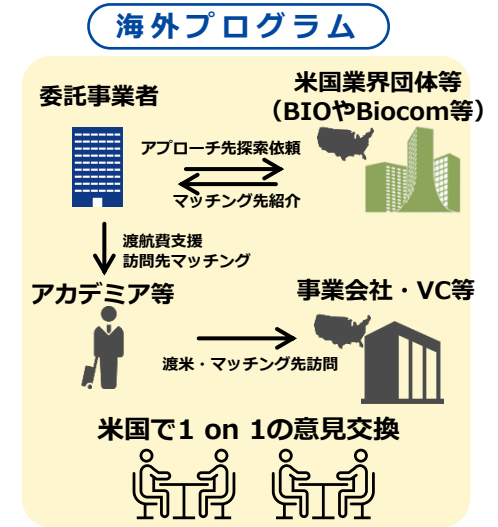 海外プログラム
委託事業者
米国業界団体等
（BIOやBiocom等）
アプローチ先探索依頼
マッチング先紹介
渡航費支援
訪問先マッチング
アカデミア等
事業会社・VC等
渡米・マッチング先訪問
米国で1 on 1の意見交換